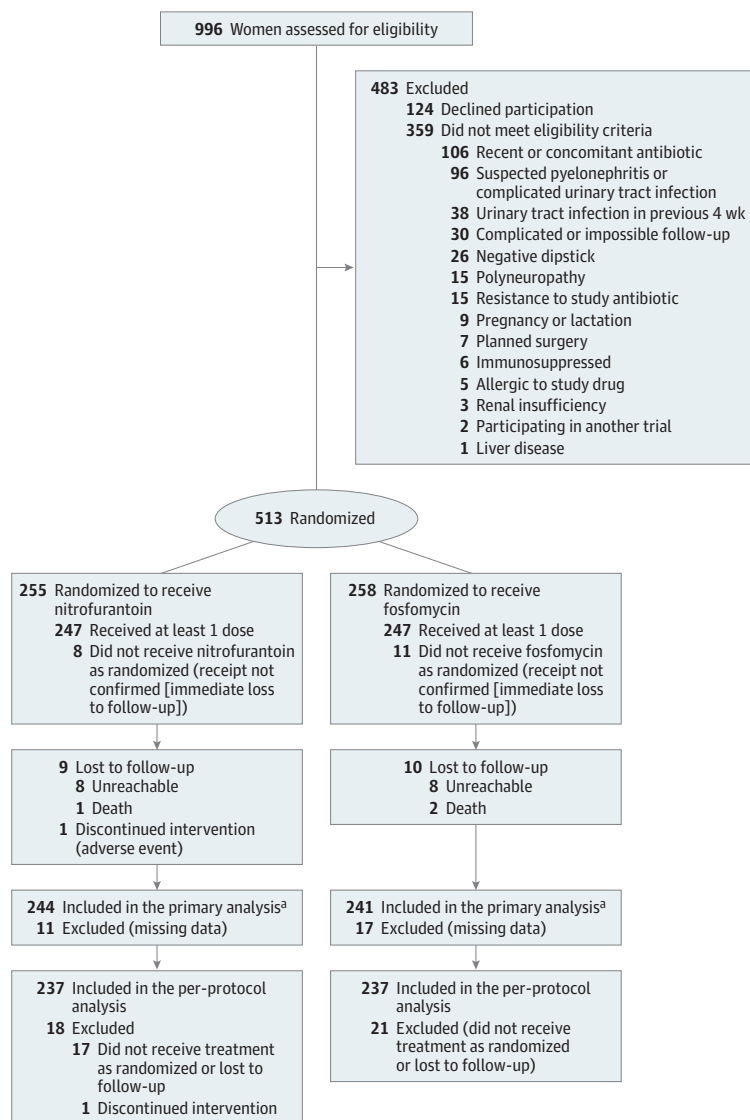 996 Women assessed for eligibility
483 Excluded
124 Declined participation
359 Did not meet eligibility criteria
106 Recent or concomitant antibiotic
96 Suspected pyelonephritis or
complicated urinary tract infection
38 Urinary tract infection in previous 4 wk
30 Complicated or impossible follow-up
26 Negative dipstick
15 Polyneuropathy
15 Resistance to study antibiotic
9 Pregnancy or lactation
7 Planned surgery
6 Immunosuppressed
5 Allergic to study drug
3 Renal insufficiency
2 Participating in another trial
1 Liver disease
513 Randomized
255 Randomized to receive
nitrofurantoin
247 Received at least 1 dose
8 Did not receive nitrofurantoin
as randomized (receipt not
confirmed [immediate loss
to follow-up])
258 Randomized to receive
fosfomycin
247 Received at least 1 dose
11 Did not receive fosfomycin
as randomized (receipt not
confirmed [immediate loss
to follow-up])
9 Lost to follow-up
8 Unreachable
1 Death
1 Discontinued intervention
(adverse event)
10 Lost to follow-up
8 Unreachable
2 Death
244 Included in the primary analysisᵃ
11 Excluded (missing data)
241 Included in the primary analysisᵃ
17 Excluded (missing data)
237 Included in the per-protocol
analysis
18 Excluded
17 Did not receive treatment
as randomized or lost to
follow-up
1 Discontinued intervention
237 Included in the per-protocol
analysis
21 Excluded (did not receive
treatment as randomized
or lost to follow-up)